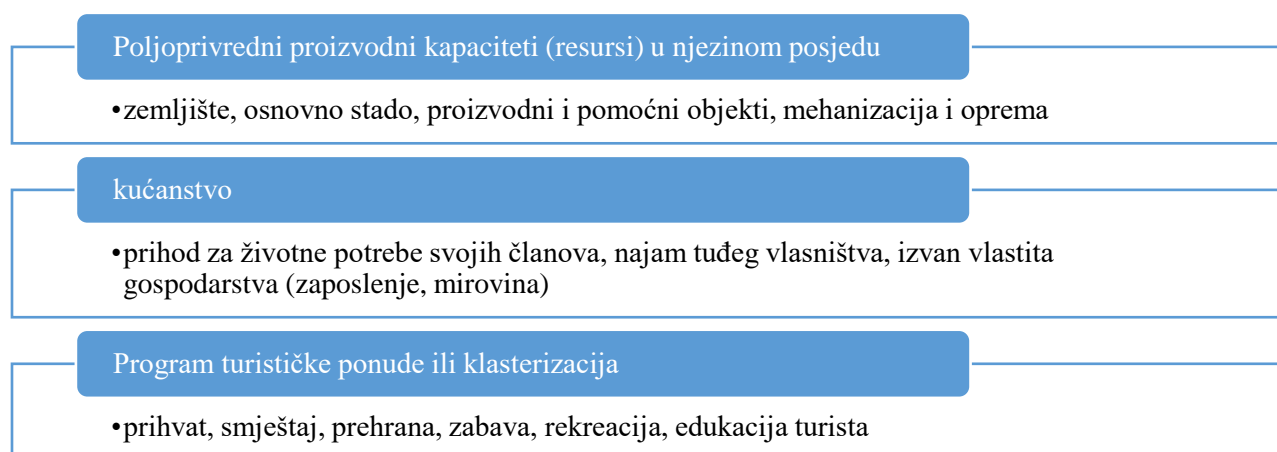 Poljoprivredni proizvodni kapaciteti (resursi) u njezinom posjedu
•zemljište, osnovno stado, proizvodni i pomoćni objekti, mehanizacija i oprema
kućanstvo
•prihod za životne potrebe svojih članova, najam tuđeg vlasništva, izvan vlastita
gospodarstva (zaposlenje, mirovina)
Program turističke ponude ili klasterizacija
•prihvat, smještaj, prehrana, zabava, rekreacija, edukacija turista